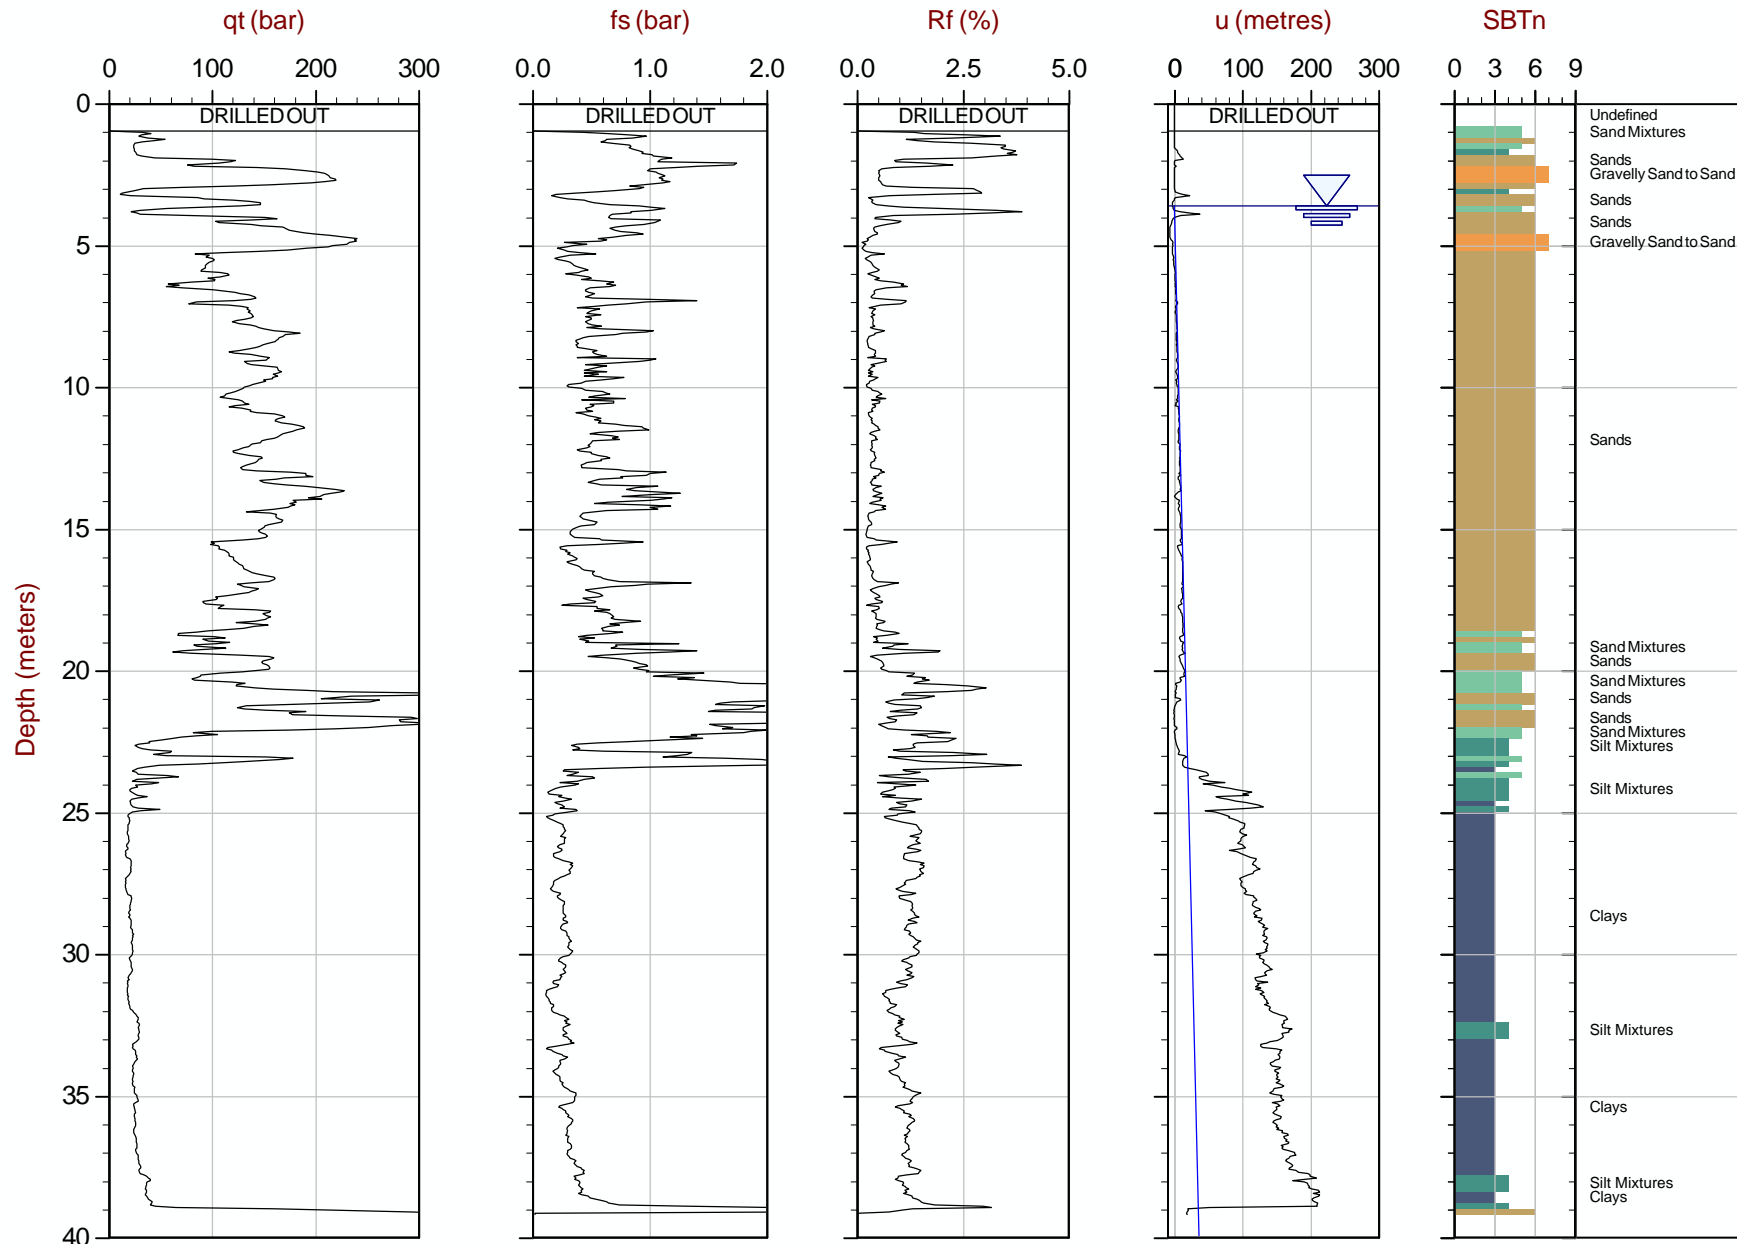 qt (bar) fs (bar) Rf (%) u (metres) SBTn
0 100 200 300 0.0 1.0 2.0 0.0 2.5 5.0 0 100 200 300 0 3 6 9
0
DRILLED OUT DRILLED OUT DRILLED OUT DRILLED OUT Undefined
Sand Mixtures
Sands
Gravelly Sand to Sand
Sands
Sands
Gravelly Sand to Sand
5
10
Sands
15
Sand Mixtures
Sands
20
Sand Mixtures
Sands
Sands
Sand Mixtures
Silt Mixtures
Silt Mixtures
25
Clays
30
Silt Mixtures
35
Clays
Silt Mixtures
Clays
40
Depth (meters)